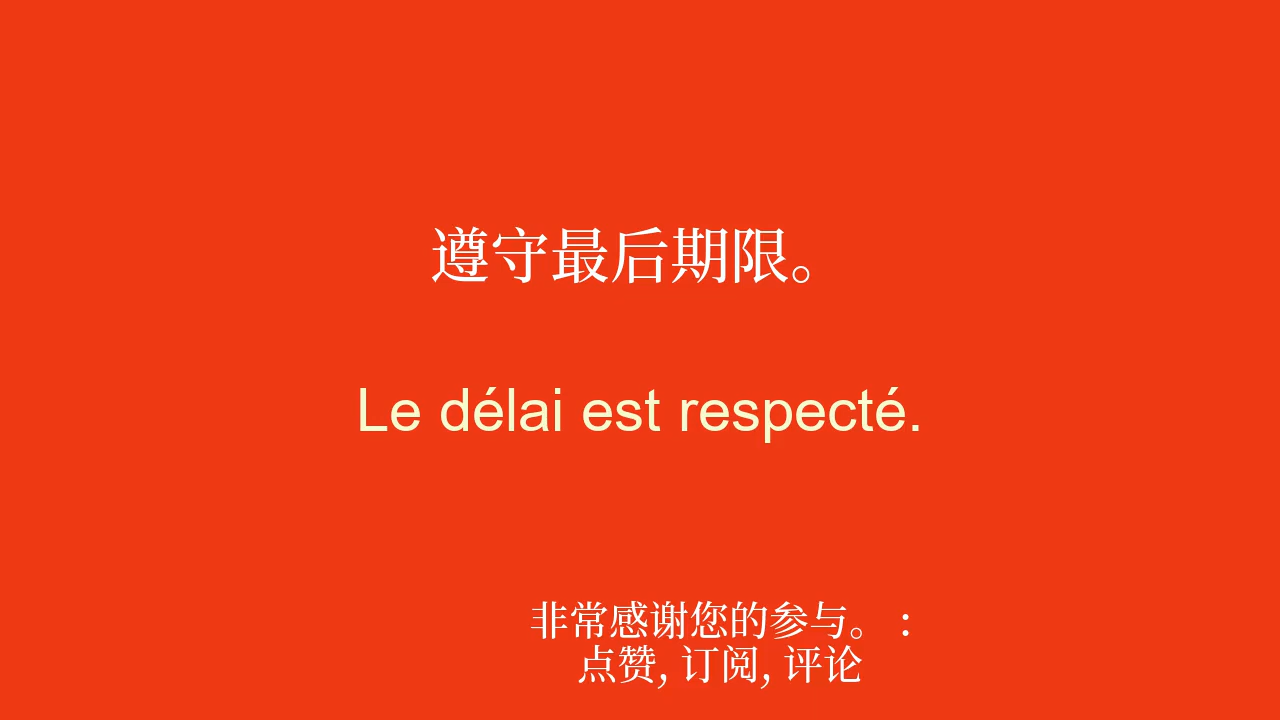 遵守最后期限。
Le délai est respecté.
非常感谢您的参与。 :
点赞, 订阅, 评论